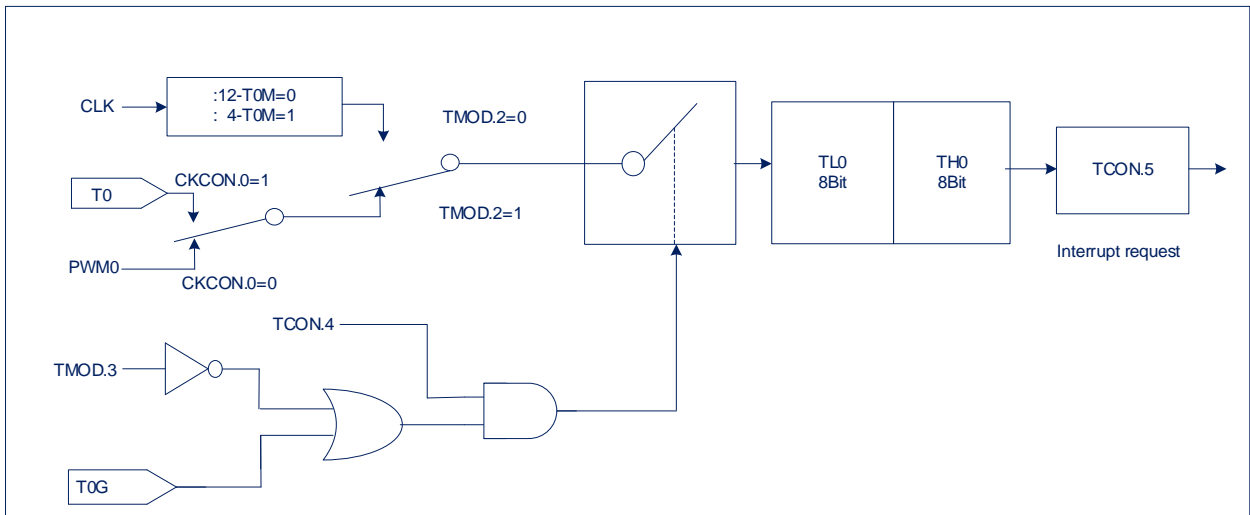 :12-T0M=0
: 4-T0M=1
CLK
TMOD.2=0
T0
CKCON.0=1
TMOD.2=1
PWM0
CKCON.0=0
TL0
8Bit
TH0
8Bit
TCON.5
Interrupt request
TCON.4
TMOD.3
T0G